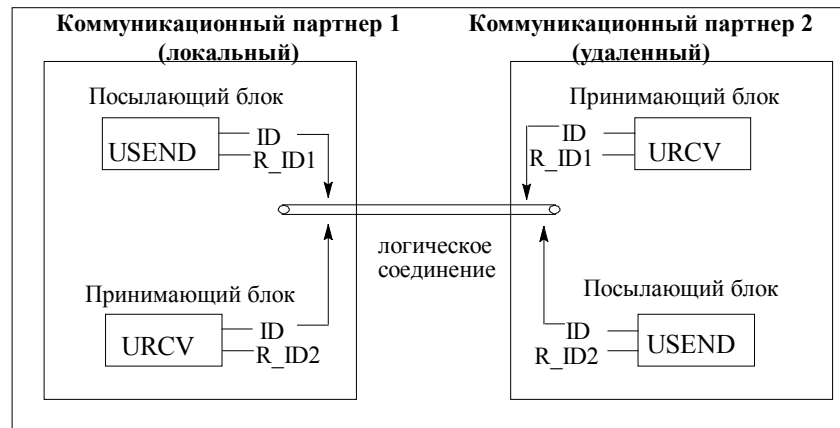 Коммуникационный партнер 1
(локальный)
Коммуникационный партнер 2
(удаленный)
Посылающий блок
USEND
ID
R_ID1
Принимающий блок
ID
R_ID1
URCV
логическое
соединение
Принимающий блок
URCV
ID
R_ID2
Посылающий блок
ID
R_ID2
USEND